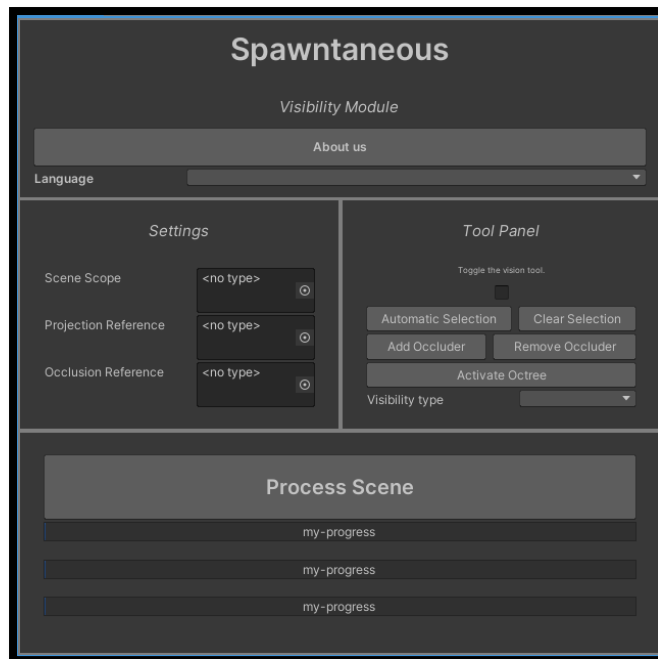 Spawntaneous
Visibility Module
About us
Language
Settings
Scene Scope
<no type>
Projection Reference
<no type>
Occlusion Reference
<no type>
Tool Panel
Toggle the vision tool.
Automatic Selection
Clear Selection
Add Occluder
Remove Occluder
Activate Octree
Visibility type
Process Scene
my-progress
my-progress
my-progress